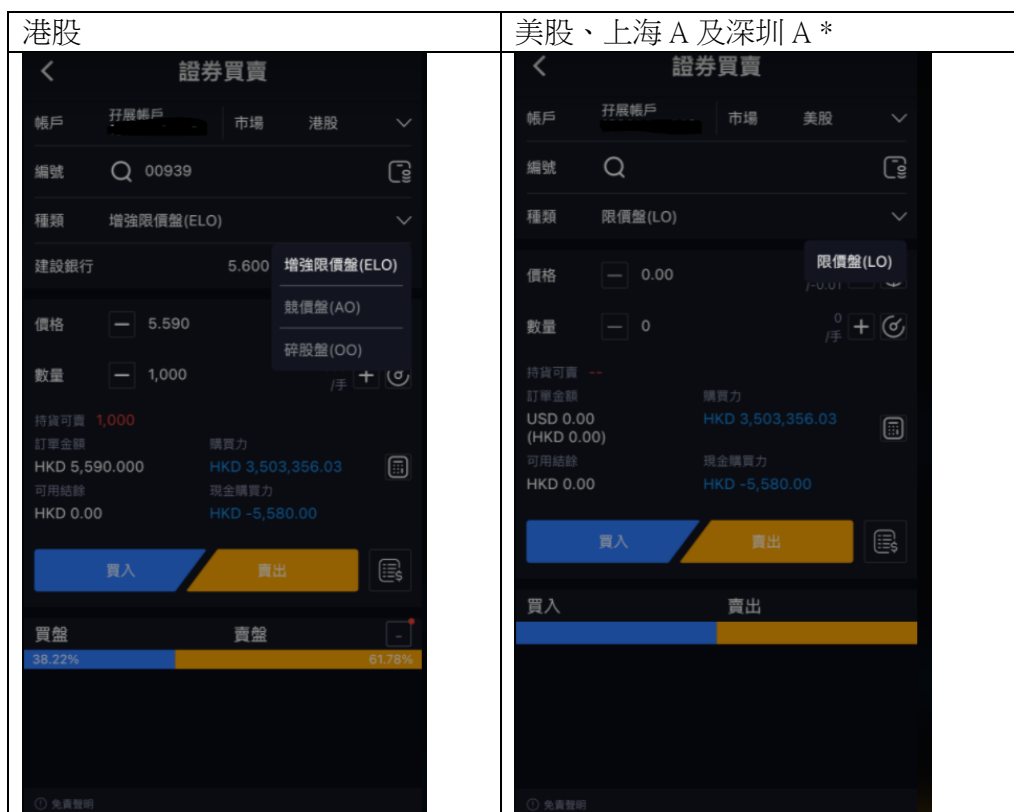 港股
美股、上海 A 及深圳 A *
證券買賣
帳戶 孖展帳戶 市場 港股
編號 00939
種類 增強限價盤(ELO)
建設銀行 5.600
增強限價盤(ELO)
競價盤(AO)
碎股盤(OO)
價格 5.590
數量 1,000 /手
持貨可賣 1,000
訂單金額 購買力
HKD 5,590.000 HKD 3,503,356.03
可用結餘 現金購買力
HKD 0.00 HKD -5,580.00
買入 賣出
買盤 賣盤
38.22% 61.78%
免責聲明
證券買賣
帳戶 孖展帳戶 市場 美股
編號
種類 限價盤(LO)
限價盤(LO)
價格 0.00 /-0.01
數量 0 0 /手
持貨可賣 --
訂單金額 購買力
USD 0.00 HKD 3,503,356.03
(HKD 0.00)
可用結餘 現金購買力
HKD 0.00 HKD -5,580.00
買入 賣出
買入 賣出
免責聲明